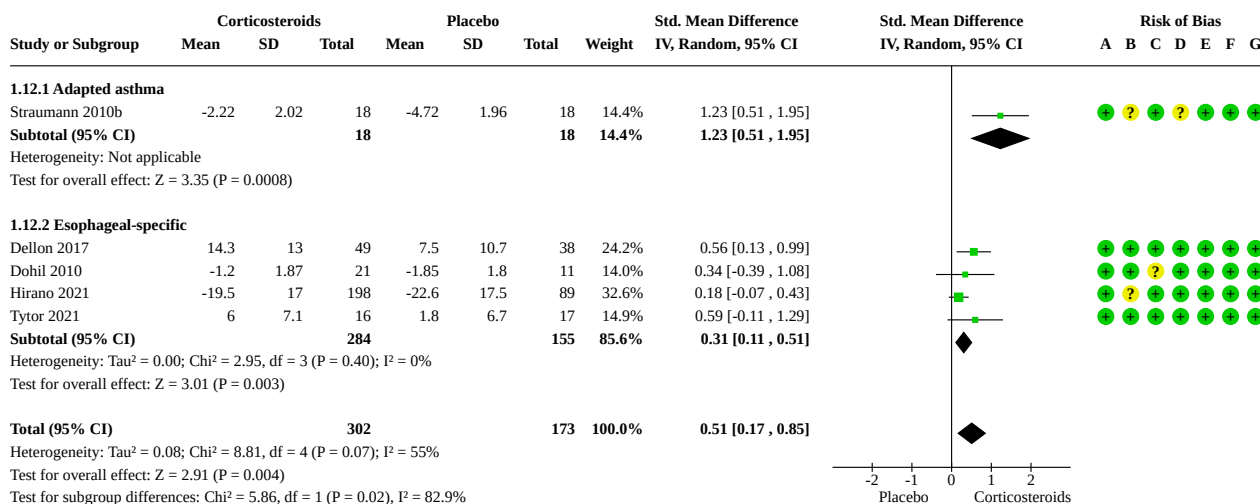 Corticosteroids Placebo Std. Mean Difference Std. Mean Difference Risk of Bias
Study or Subgroup Mean SD Total Mean SD Total Weight IV, Random, 95% CI IV, Random, 95% CI A B C D E F G
1.12.1 Adapted asthma
Straumann 2010b -2.22 2.02 18 -4.72 1.96 18 14.4% 1.23 [0.51 , 1.95] + ? + ? + + +
Subtotal (95% CI) 18 18 14.4% 1.23 [0.51 , 1.95]
Heterogeneity: Not applicable
Test for overall effect: Z = 3.35 (P = 0.0008)
1.12.2 Esophageal-specific
Dellon 2017 14.3 13 49 7.5 10.7 38 24.2% 0.56 [0.13 , 0.99] + + + + + + +
Dohil 2010 -1.2 1.87 21 -1.85 1.8 11 14.0% 0.34 [-0.39 , 1.08] + + ? + + + +
Hirano 2021 -19.5 17 198 -22.6 17.5 89 32.6% 0.18 [-0.07 , 0.43] + ? + + + + +
Tytor 2021 6 7.1 16 1.8 6.7 17 14.9% 0.59 [-0.11 , 1.29] + + + + + + +
Subtotal (95% CI) 284 155 85.6% 0.31 [0.11 , 0.51]
Heterogeneity: Tau² = 0.00; Chi² = 2.95, df = 3 (P = 0.40); I² = 0%
Test for overall effect: Z = 3.01 (P = 0.003)
Total (95% CI) 302 173 100.0% 0.51 [0.17 , 0.85]
Heterogeneity: Tau² = 0.08; Chi² = 8.81, df = 4 (P = 0.07); I² = 55%
Test for overall effect: Z = 2.91 (P = 0.004) -2 -1 0 1 2
Test for subgroup differences: Chi² = 5.86, df = 1 (P = 0.02), I² = 82.9% Placebo Corticosteroids